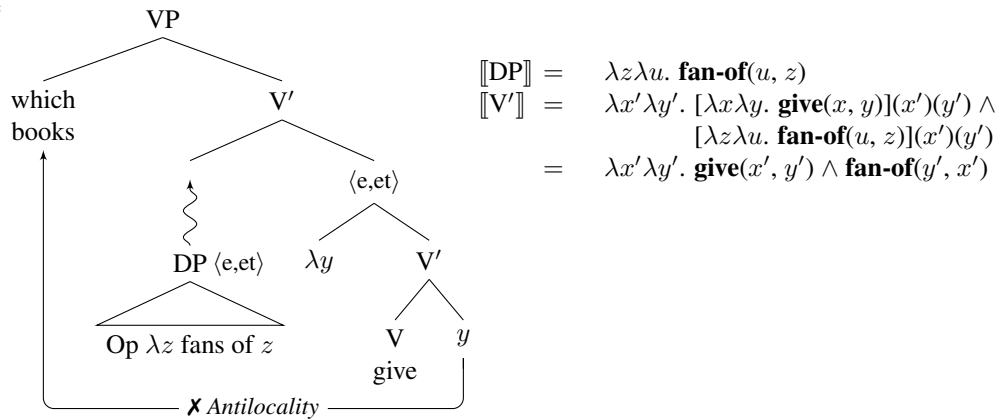 VP
which
books
V′
⟨e,et⟩
DP ⟨e,et⟩
λy
V′
Op λz fans of z
V
y
give
✗ Antilocality
⟦DP⟧ = λzλu. fan-of(u, z)
⟦V′⟧ = λx′λy′. [λxλy. give(x, y)](x′)(y′) ∧
[λzλu. fan-of(u, z)](x′)(y′)
= λx′λy′. give(x′, y′) ∧ fan-of(y′, x′)